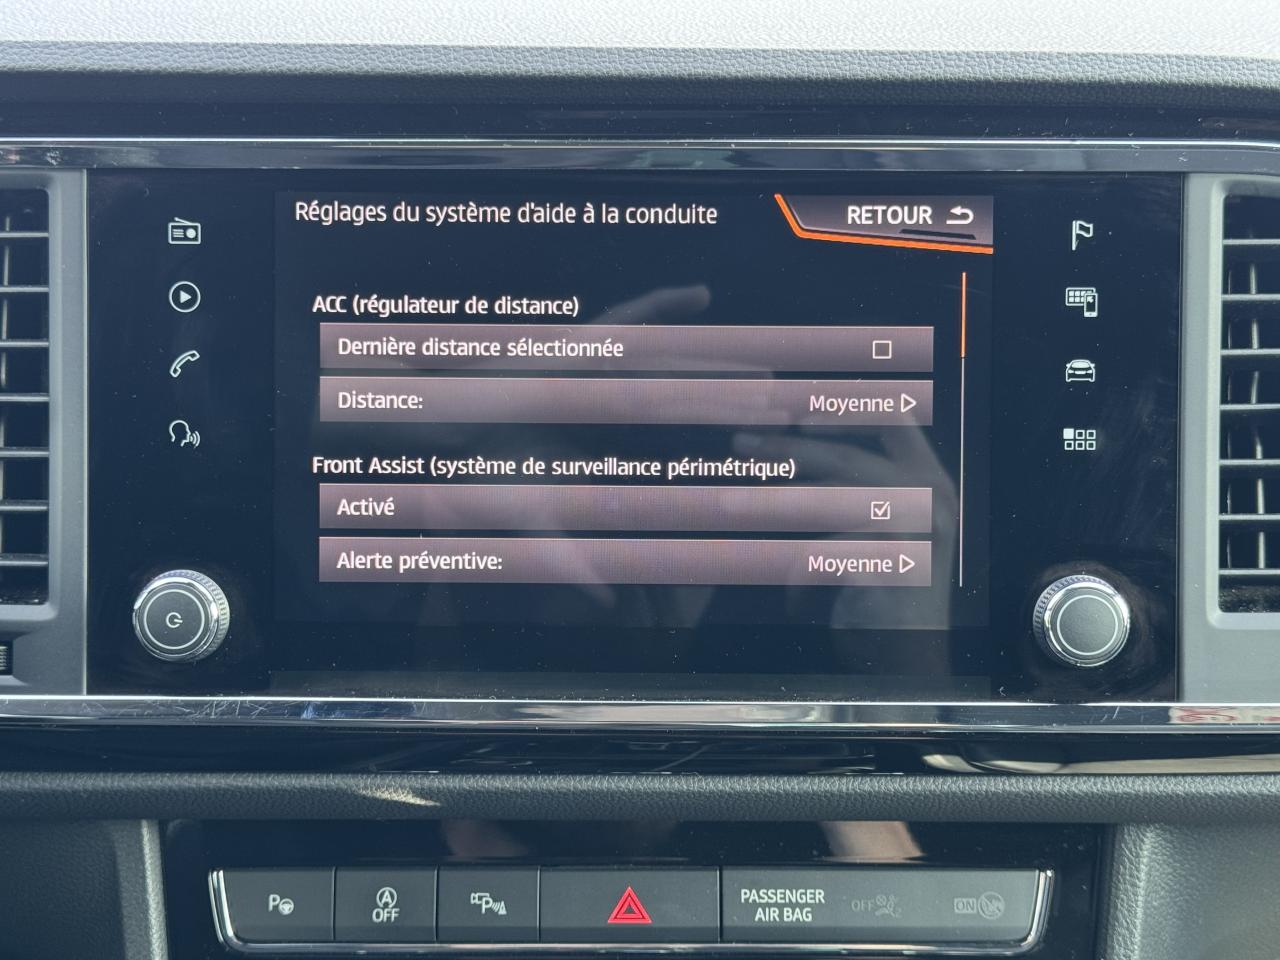 Réglages du système d'aide à la conduite
RETOUR
ACC (régulateur de distance)
Dernière distance sélectionnée
Distance: Moyenne
Front Assist (système de surveillance périmétrique)
Activé
Alerte préventive: Moyenne
P
A
OFF
P
PASSENGER
AIR BAG
OFF
ON